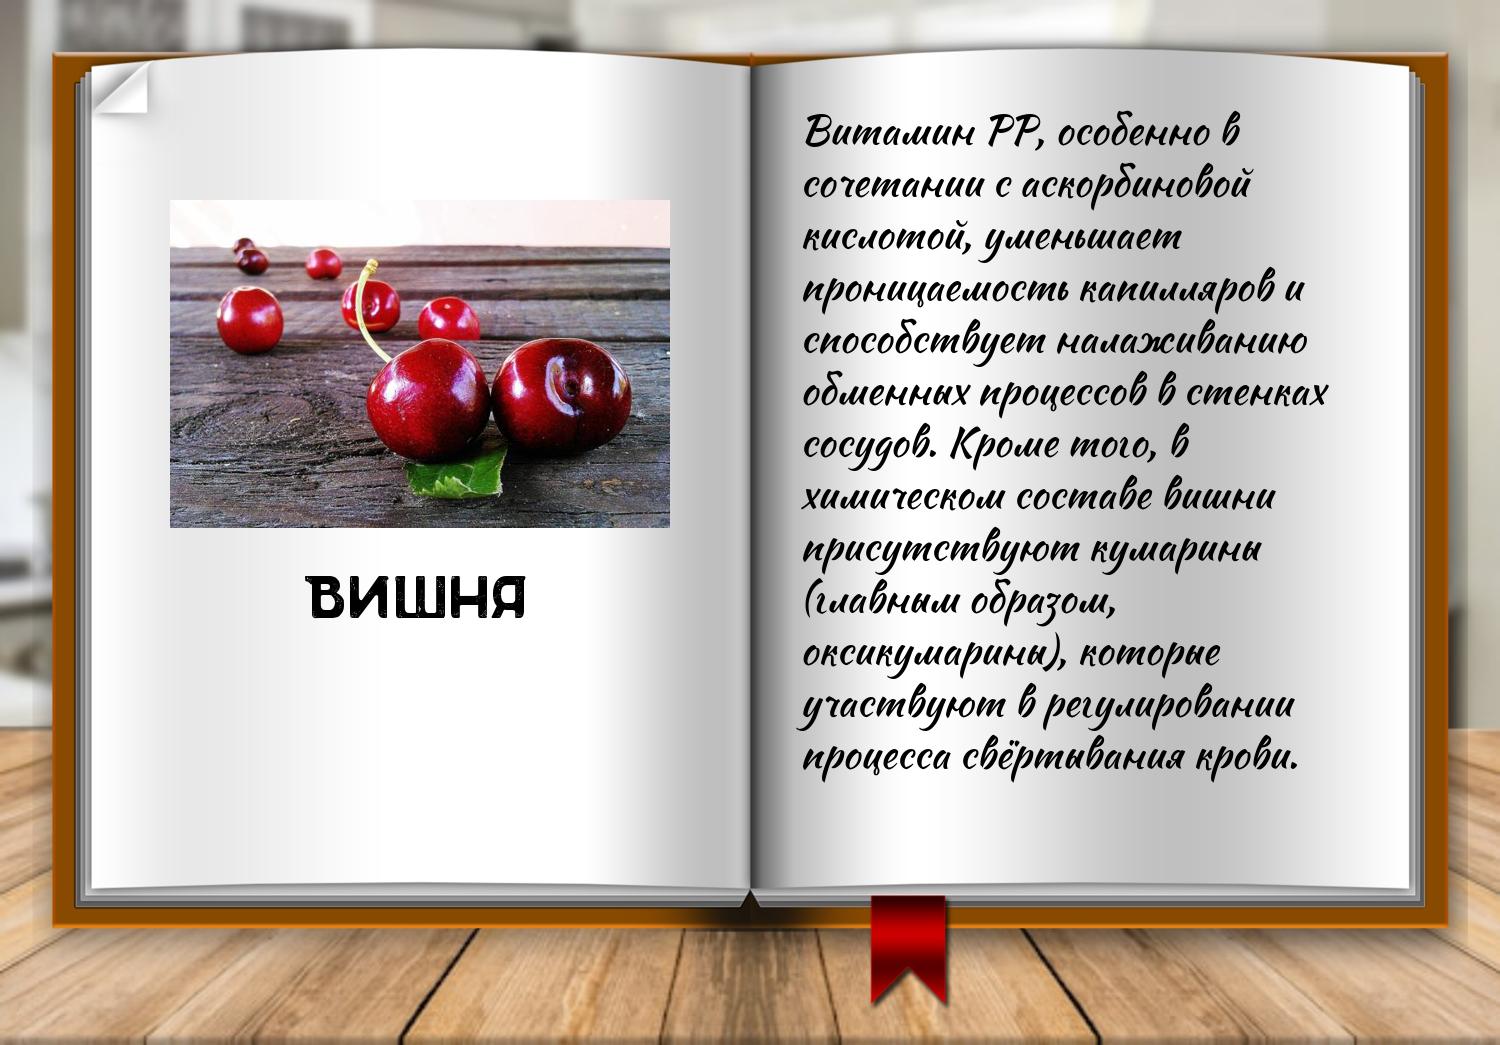 ВИШНЯ
Витамин РР, особенно в
сочетании с аскорбиновой
кислотой, уменьшает
проницаемость капилляров и
способствует налаживанию
обменных процессов в стенках
сосудов. Кроме того, в
химическом составе вишни
присутствуют кумарины
(главным образом,
оксикумарины), которые
участвуют в регулировании
процесса свёртывания крови.